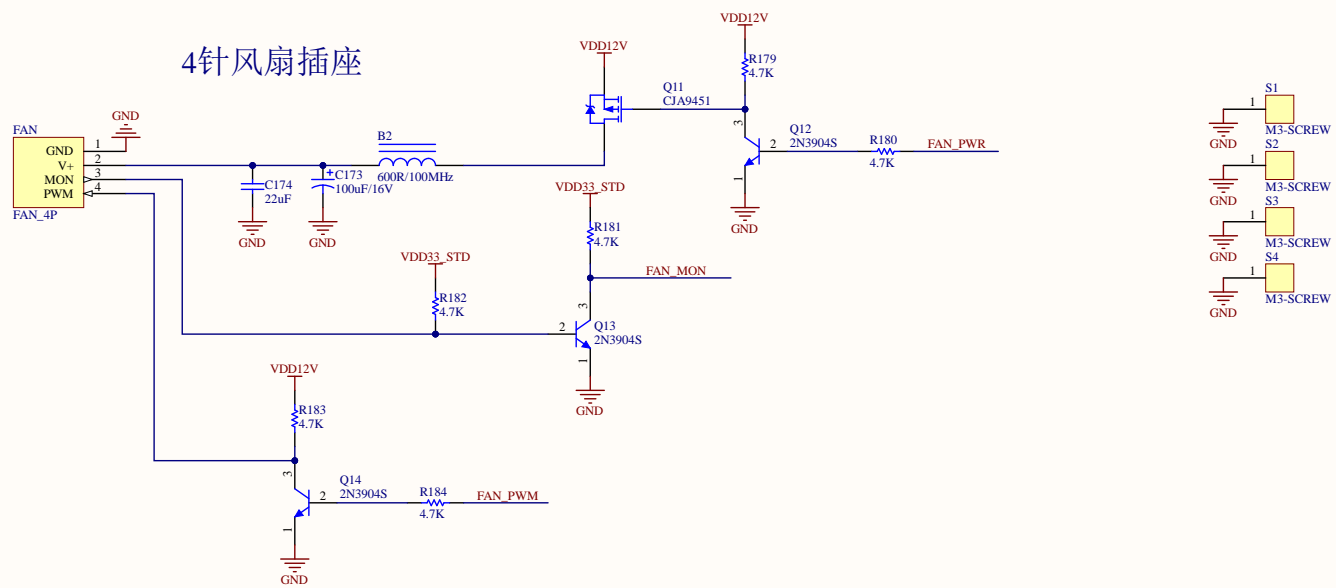 4针风扇插座
VDD12V
R179
4.7K
VDD12V
Q11
CJA9451
3
Q12
2N3904S
2
1
GND
R180
4.7K
FAN_PWR
FAN
GND
GND 1
V+ 2
MON 3
PWM 4
FAN_4P
C174
22uF
GND
+
C173
100uF/16V
GND
B2
600R/100MHz
VDD33_STD
R181
4.7K
FAN_MON
3
VDD33_STD
R182
4.7K
2
Q13
2N3904S
1
GND
VDD12V
R183
4.7K
3
Q14
2N3904S
2
1
GND
R184
4.7K
FAN_PWM
S1
1
M3-SCREW
GND
S2
1
M3-SCREW
GND
S3
1
M3-SCREW
GND
S4
1
M3-SCREW
GND